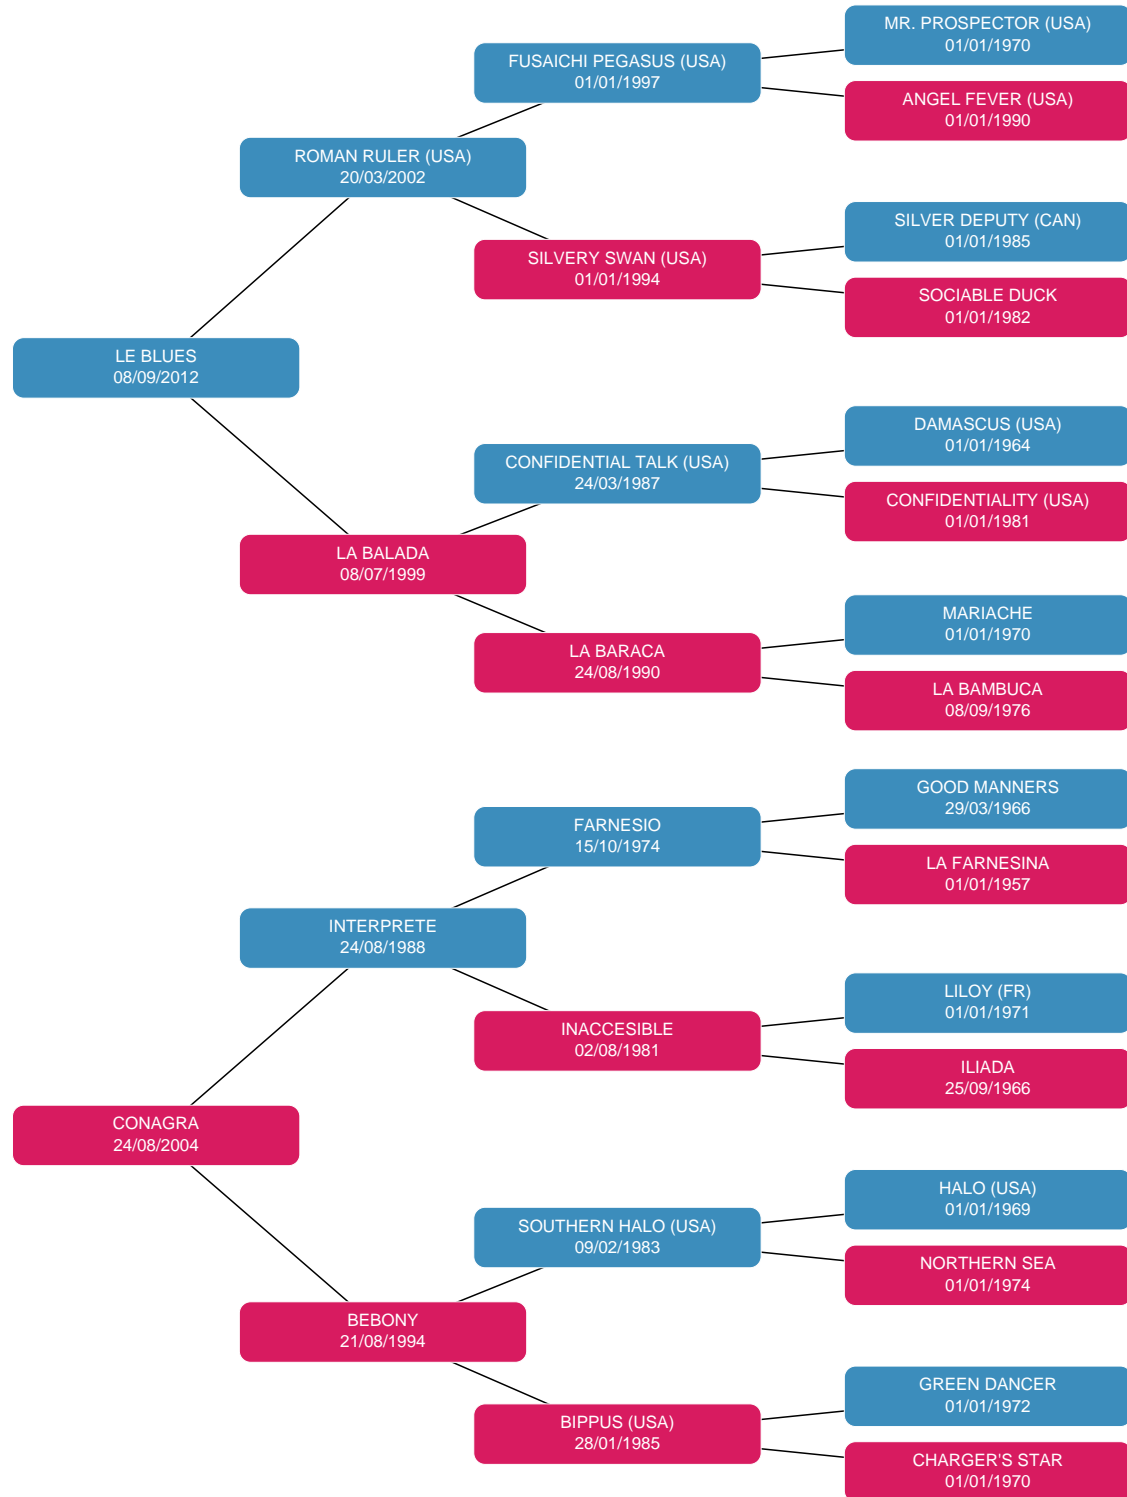 MR. PROSPECTOR (USA)
01/01/1970
FUSAICHI PEGASUS (USA)
01/01/1997
ANGEL FEVER (USA)
01/01/1990
ROMAN RULER (USA)
20/03/2002
SILVER DEPUTY (CAN)
01/01/1985
SILVERY SWAN (USA)
01/01/1994
SOCIABLE DUCK
01/01/1982
LE BLUES
08/09/2012
DAMASCUS (USA)
01/01/1964
CONFIDENTIAL TALK (USA)
24/03/1987
CONFIDENTIALITY (USA)
01/01/1981
LA BALADA
08/07/1999
MARIACHE
01/01/1970
LA BARACA
24/08/1990
LA BAMBUCA
08/09/1976
GOOD MANNERS
29/03/1966
FARNESIO
15/10/1974
LA FARNESINA
01/01/1957
INTERPRETE
24/08/1988
LILOY (FR)
01/01/1971
INACCESIBLE
02/08/1981
ILIADA
25/09/1966
CONAGRA
24/08/2004
HALO (USA)
01/01/1969
SOUTHERN HALO (USA)
09/02/1983
NORTHERN SEA
01/01/1974
BEBONY
21/08/1994
GREEN DANCER
01/01/1972
BIPPUS (USA)
28/01/1985
CHARGER'S STAR
01/01/1970